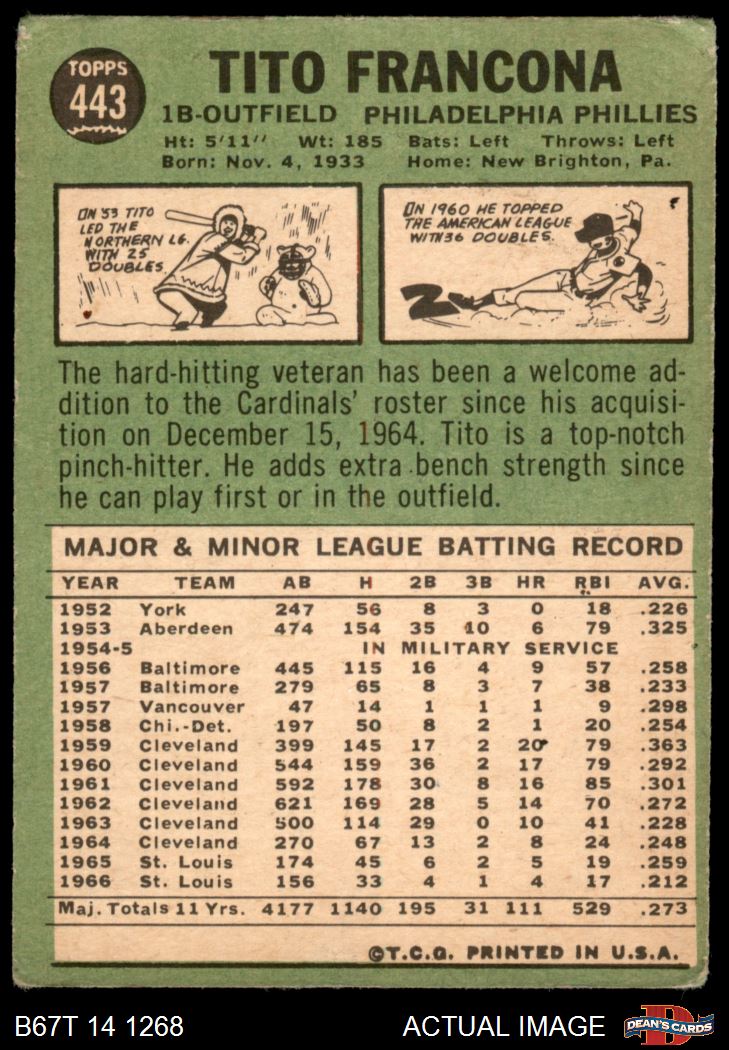 TOPPS
443
TITO FRANCONA
1B-OUTFIELD PHILADELPHIA PHILLIES
Ht: 5'11" Wt: 185 Bats: Left Throws: Left
Born: Nov. 4, 1933 Home: New Brighton, Pa.
IN '53 TITO
LED THE
NORTHERN LG.
WITH 25
DOUBLES.
IN 1960 HE TOPPED
THE AMERICAN LEAGUE
WITH 36 DOUBLES.
2
The hard-hitting veteran has been a welcome ad-
dition to the Cardinals' roster since his acquisi-
tion on December 15, 1964. Tito is a top-notch
pinch-hitter. He adds extra bench strength since
he can play first or in the outfield.
MAJOR & MINOR LEAGUE BATTING RECORD
YEAR TEAM AB H 2B 3B HR RBI AVG.
1952 York 247 56 8 3 0 18 .226
1953 Aberdeen 474 154 35 10 6 79 .325
1954-5 IN MILITARY SERVICE
1956 Baltimore 445 115 16 4 9 57 .258
1957 Baltimore 279 65 8 3 7 38 .233
1957 Vancouver 47 14 1 1 1 9 .298
1958 Chi.-Det. 197 50 8 2 1 20 .254
1959 Cleveland 399 145 17 2 20 79 .363
1960 Cleveland 544 159 36 2 17 79 .292
1961 Cleveland 592 178 30 8 16 85 .301
1962 Cleveland 621 169 28 5 14 70 .272
1963 Cleveland 500 114 29 0 10 41 .228
1964 Cleveland 270 67 13 2 8 24 .248
1965 St. Louis 174 45 6 2 5 19 .259
1966 St. Louis 156 33 4 1 4 17 .212
Maj. Totals 11 Yrs. 4177 1140 195 31 111 529 .273
©T.C.G. PRINTED IN U.S.A.
B67T 14 1268 ACTUAL IMAGE DEAN'S CARDS